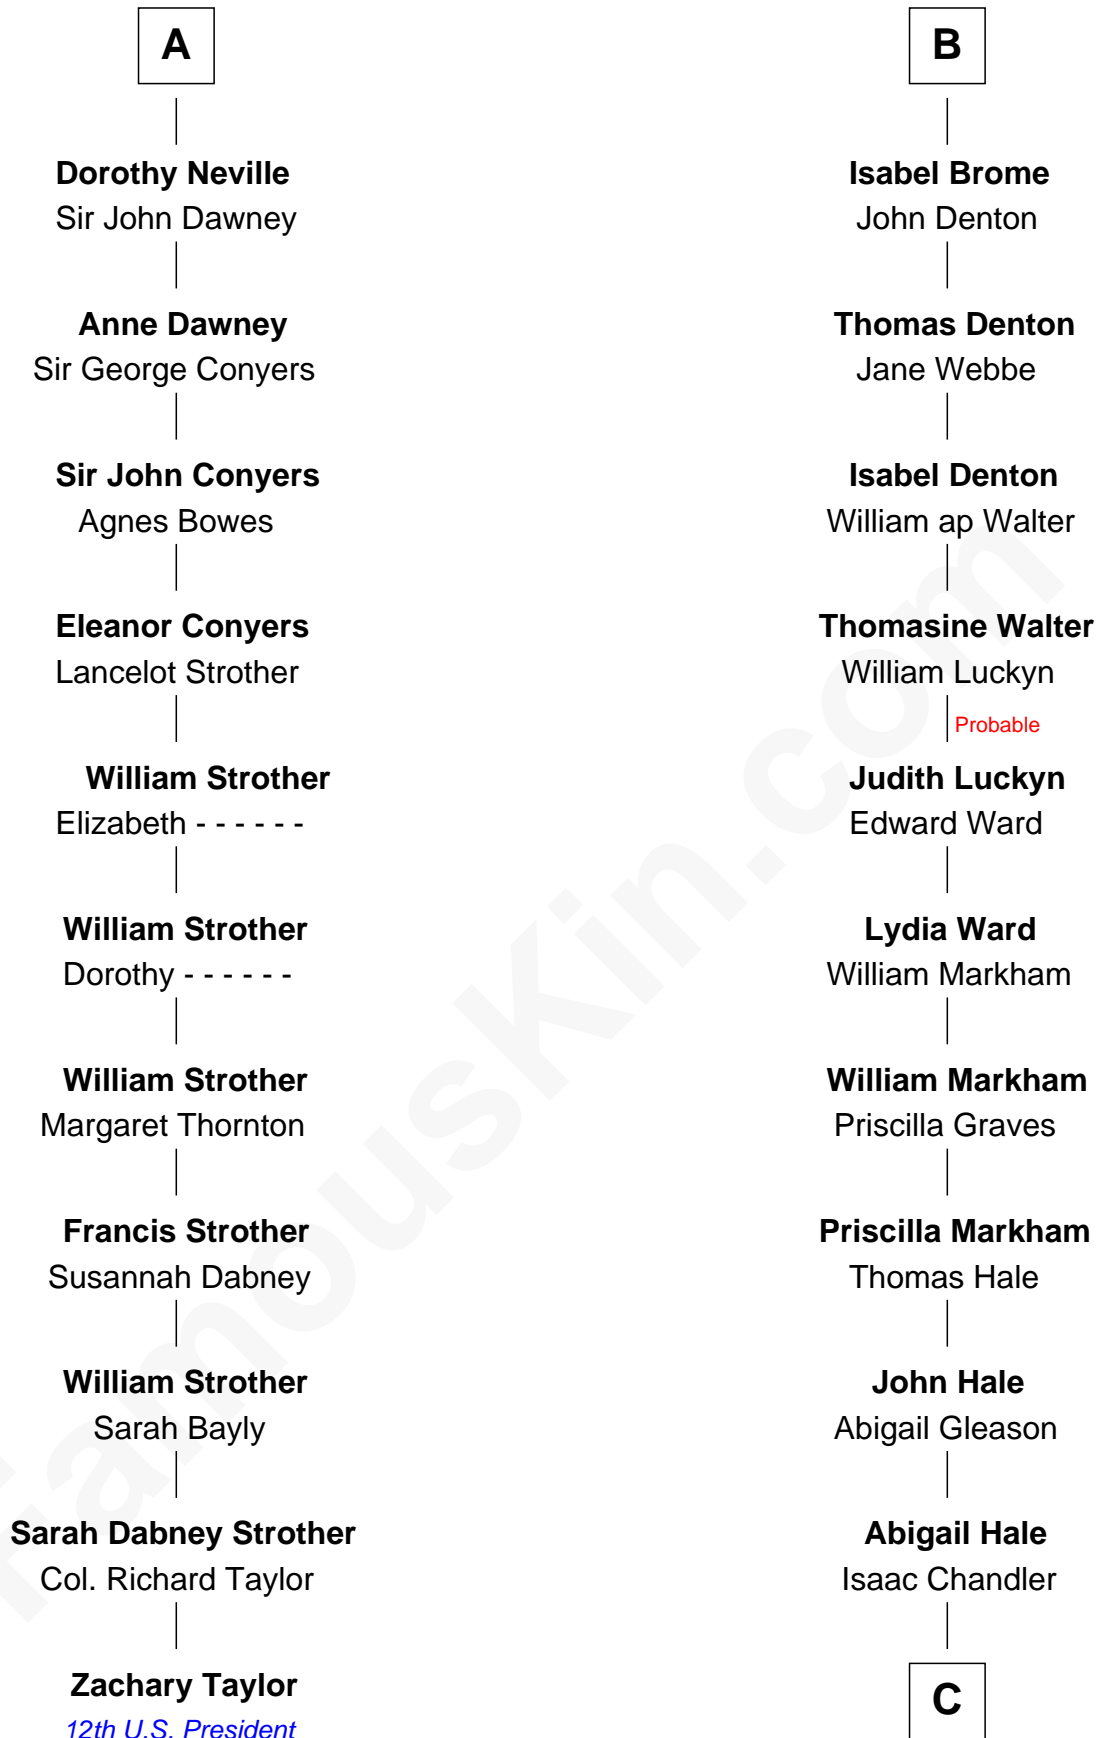 A
Dorothy Neville
Sir John Dawney
Anne Dawney
Sir George Conyers
Sir John Conyers
Agnes Bowes
Eleanor Conyers
Lancelot Strother
William Strother
Elizabeth - - - - - -
William Strother
Dorothy - - - - - -
William Strother
Margaret Thornton
Francis Strother
Susannah Dabney
William Strother
Sarah Bayly
Sarah Dabney Strother
Col. Richard Taylor
Zachary Taylor
12th U.S. President
B
Isabel Brome
John Denton
Thomas Denton
Jane Webbe
Isabel Denton
William ap Walter
Thomasine Walter
William Luckyn
Probable
Judith Luckyn
Edward Ward
Lydia Ward
William Markham
William Markham
Priscilla Graves
Priscilla Markham
Thomas Hale
John Hale
Abigail Gleason
Abigail Hale
Isaac Chandler
C
FamousKin.com